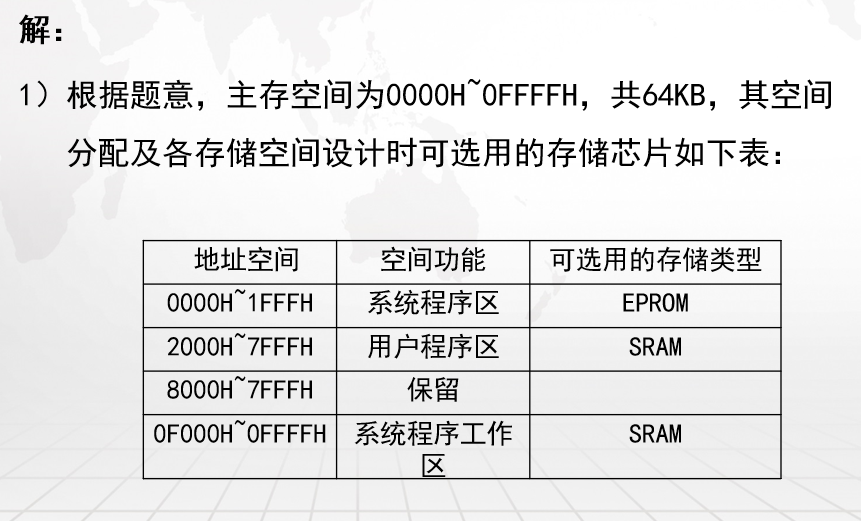 解：
1）根据题意，主存空间为0000H~0FFFFH，共64KB，其空间
分配及各存储空间设计时可选用的存储芯片如下表：
地址空间 空间功能 可选用的存储类型
0000H~1FFFH 系统程序区 EPROM
2000H~7FFFH 用户程序区 SRAM
8000H~7FFFH 保留
0F000H~0FFFFH 系统程序工作 SRAM
区